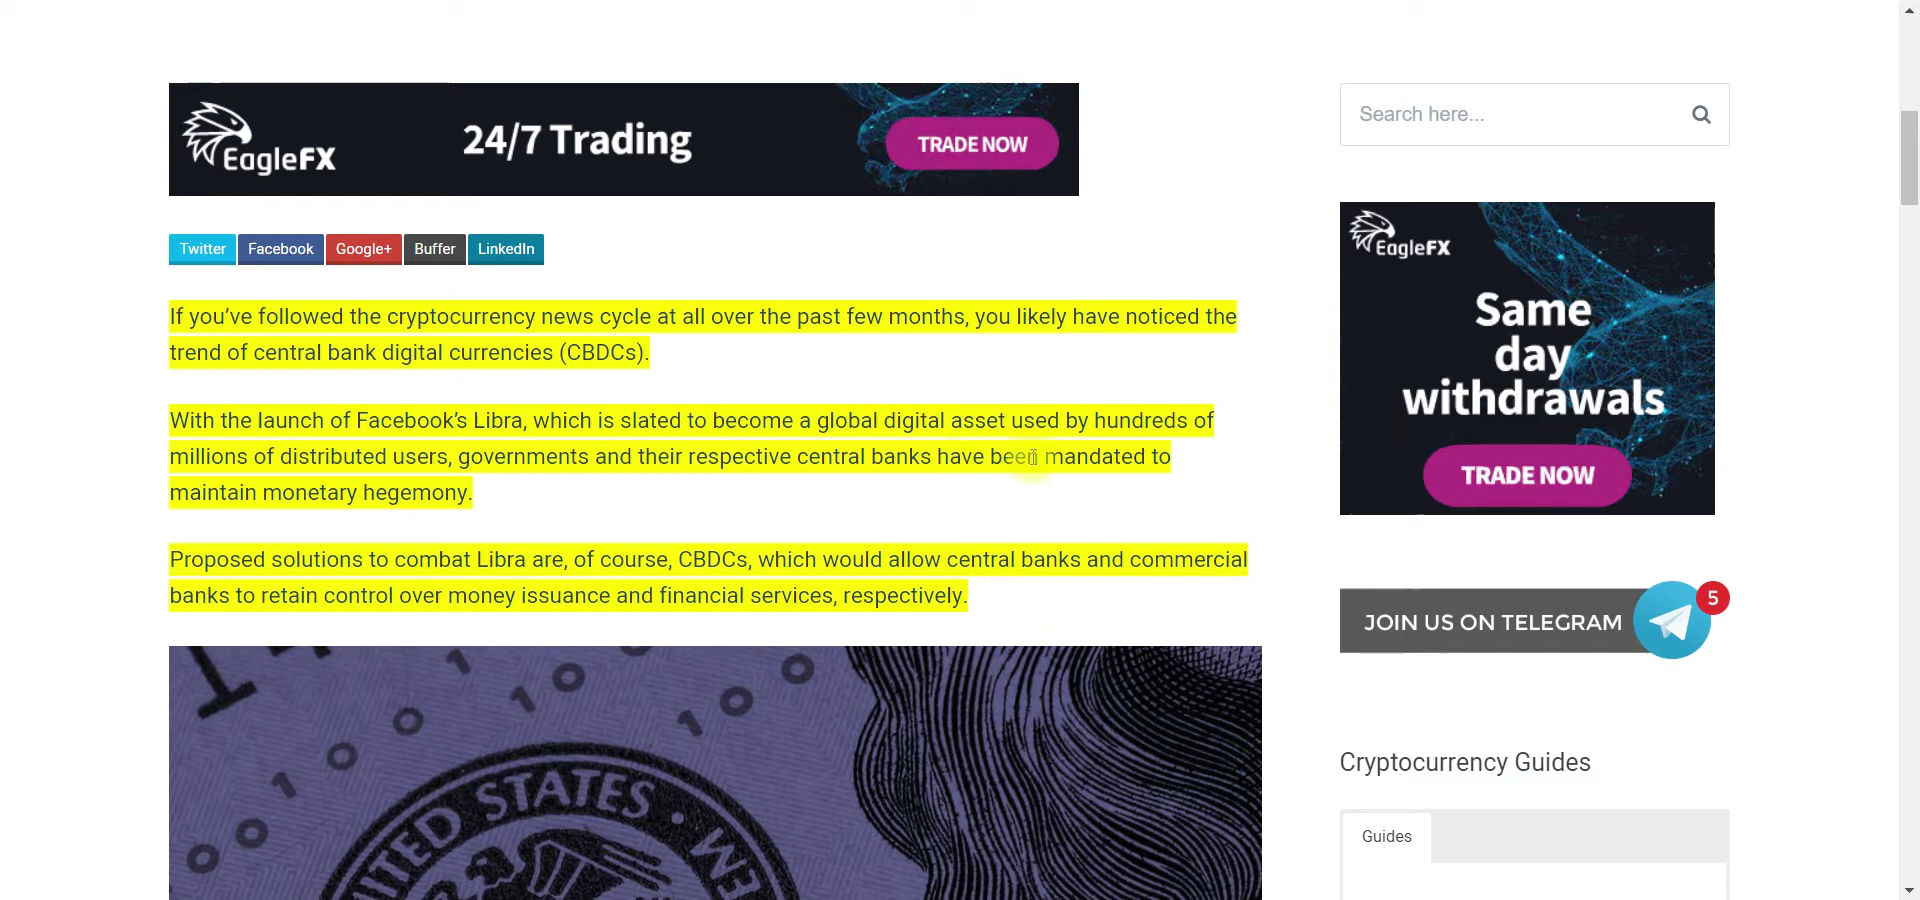 EagleFX
24/7 Trading
TRADE NOW
Search here...
Twitter
Facebook
Google+
Buffer
LinkedIn
If you've followed the cryptocurrency news cycle at all over the past few months, you likely have noticed the
trend of central bank digital currencies (CBDCs).
With the launch of Facebook's Libra, which is slated to become a global digital asset used by hundreds of
millions of distributed users, governments and their respective central banks have been mandated to
maintain monetary hegemony.
Proposed solutions to combat Libra are, of course, CBDCs, which would allow central banks and commercial
banks to retain control over money issuance and financial services, respectively.
EagleFX
Same
day
withdrawals
TRADE NOW
JOIN US ON TELEGRAM
5
Cryptocurrency Guides
Guides
STATES